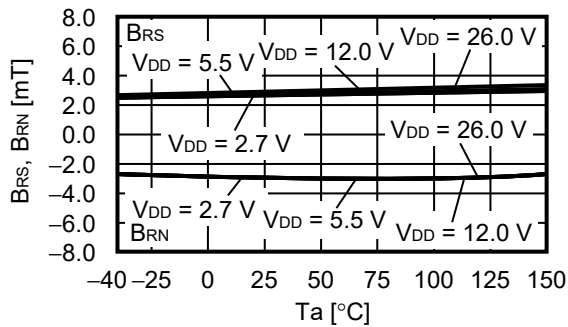 8.0
6.0
4.0
2.0
0.0
−2.0
−4.0
−6.0
−8.0
BRS, BRN [mT]
BRS
VDD = 5.5 V
VDD = 12.0 V
VDD = 26.0 V
VDD = 2.7 V
VDD = 26.0 V
VDD = 2.7 V
VDD = 5.5 V
VDD = 12.0 V
BRN
−40 −25 0 25 50 75 100 125 150
Ta [°C]